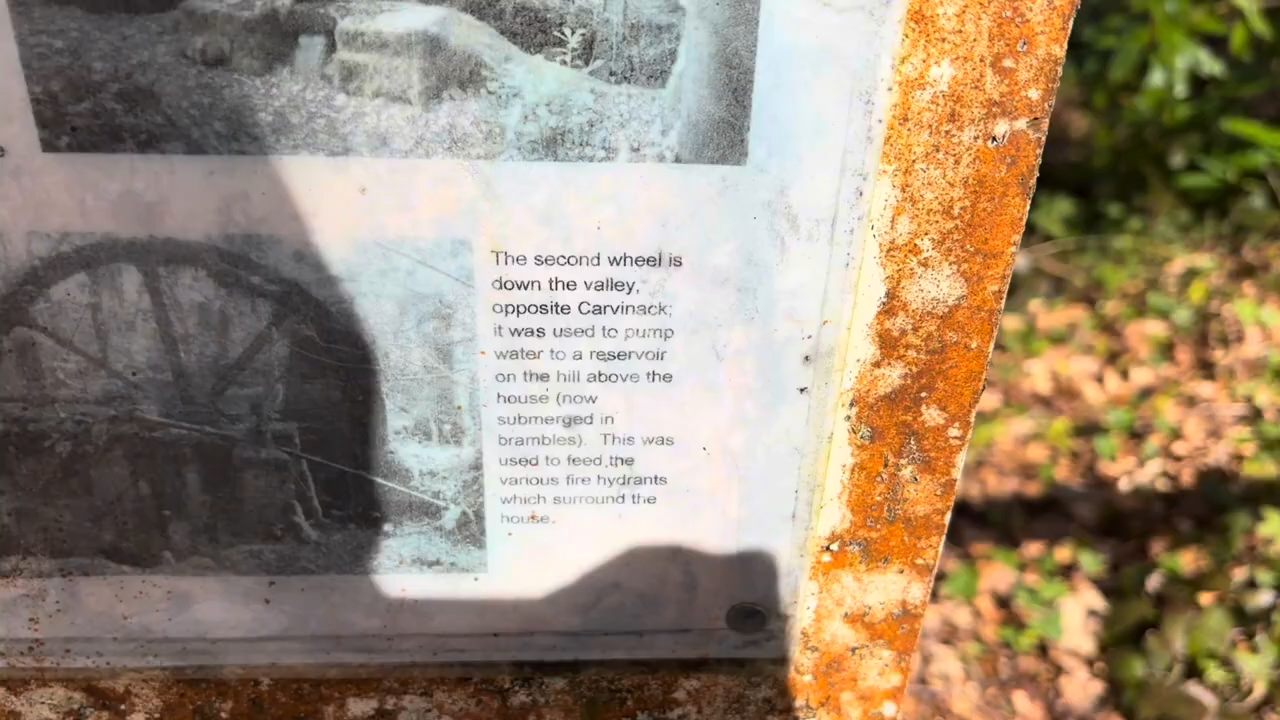 The second wheel is
down the valley,
opposite Carvinack;
it was used to pump
water to a reservoir
on the hill above the
house (now
submerged in
brambles).  This was
used to feed the
various fire hydrants
which surround the
house.